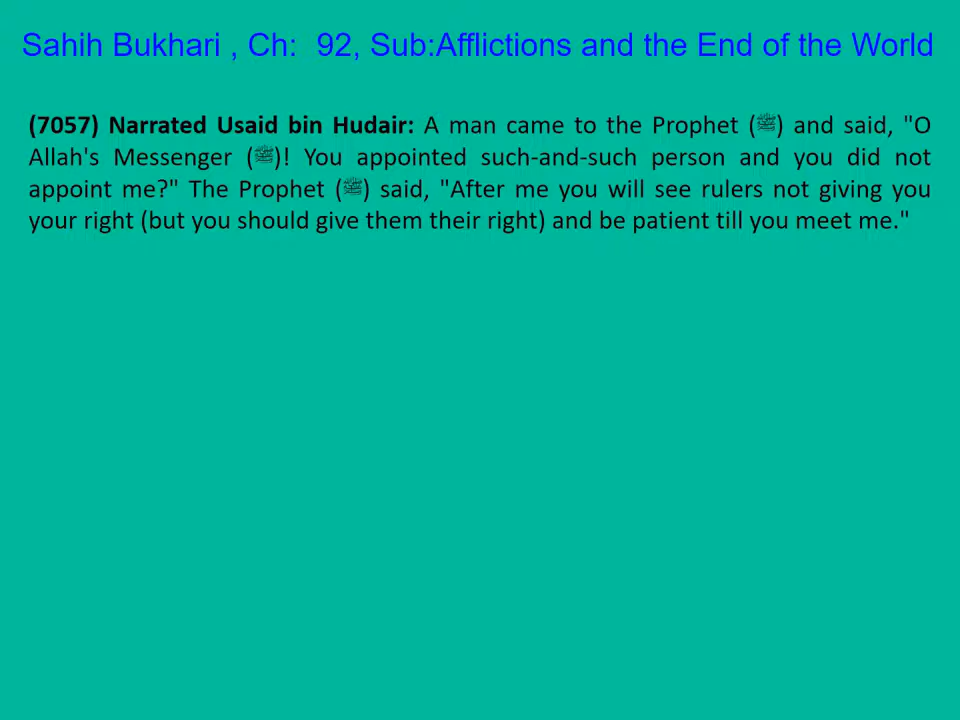 Sahih Bukhari , Ch:  92, Sub:Afflictions and the End of the World
(7057) Narrated Usaid bin Hudair: A man came to the Prophet (ﷺ) and said, "O
Allah's Messenger (ﷺ)! You appointed such-and-such person and you did not
appoint me?" The Prophet (ﷺ) said, "After me you will see rulers not giving you
your right (but you should give them their right) and be patient till you meet me."